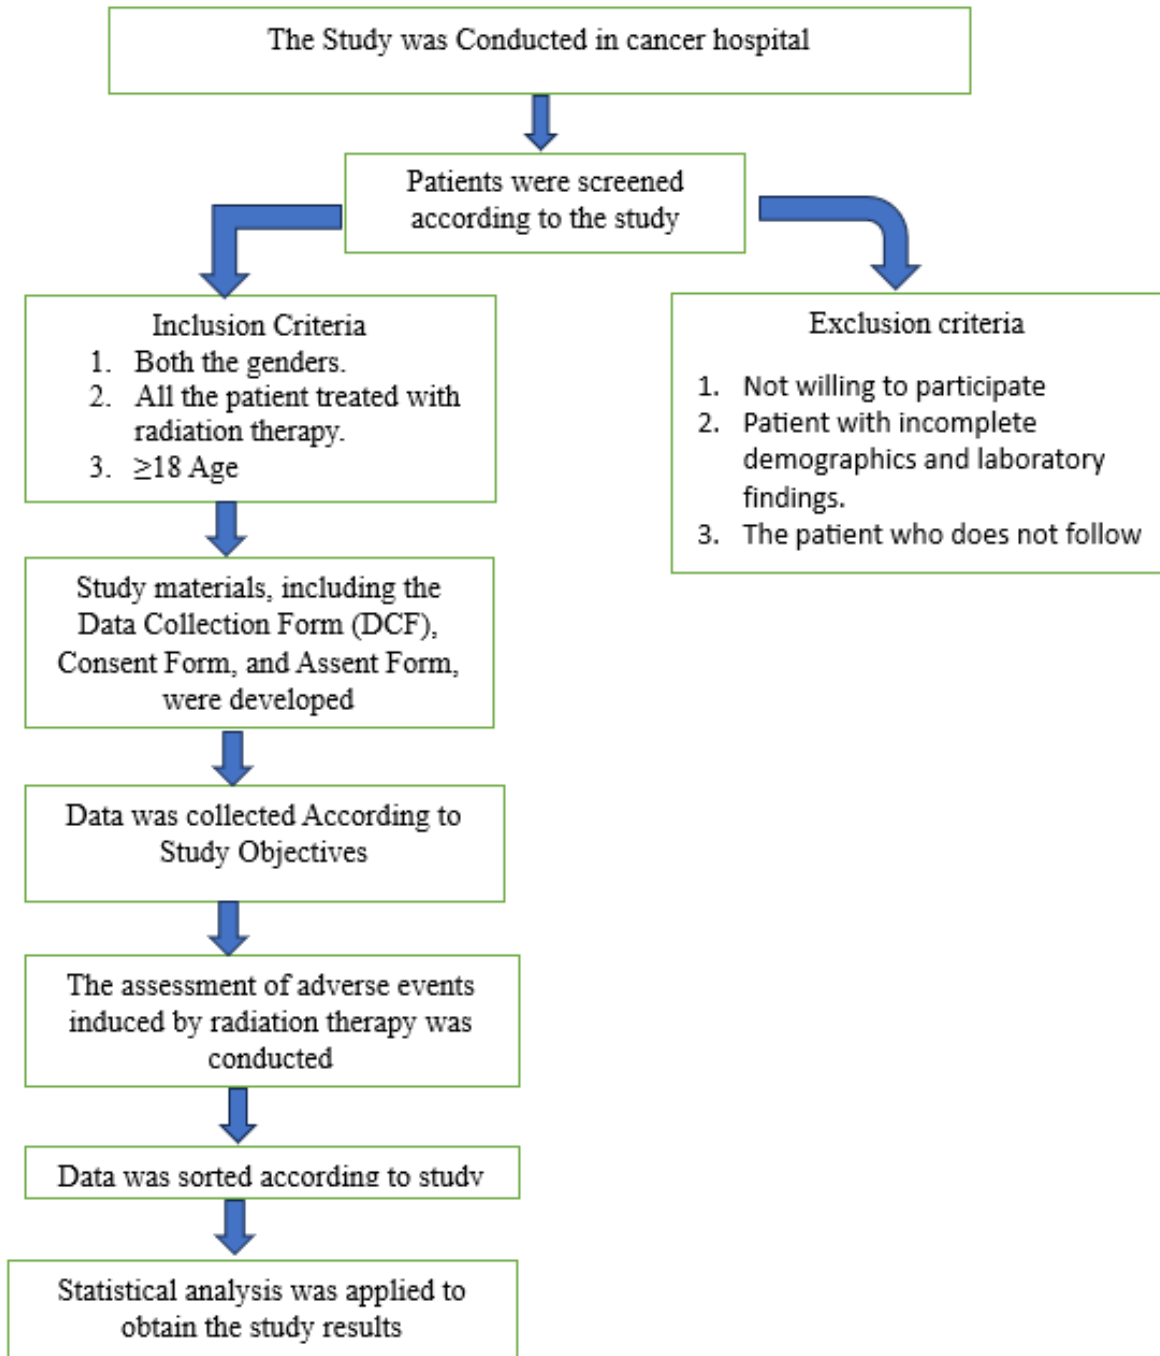 The Study was Conducted in cancer hospital
Patients were screened
according to the study
Inclusion Criteria
1. Both the genders.
2. All the patient treated with
radiation therapy.
3. ≥18 Age
Exclusion criteria
1. Not willing to participate
2. Patient with incomplete
demographics and laboratory
findings.
3. The patient who does not follow
Study materials, including the
Data Collection Form (DCF),
Consent Form, and Assent Form,
were developed
Data was collected According to
Study Objectives
The assessment of adverse events
induced by radiation therapy was
conducted
Data was sorted according to study
Statistical analysis was applied to
obtain the study results